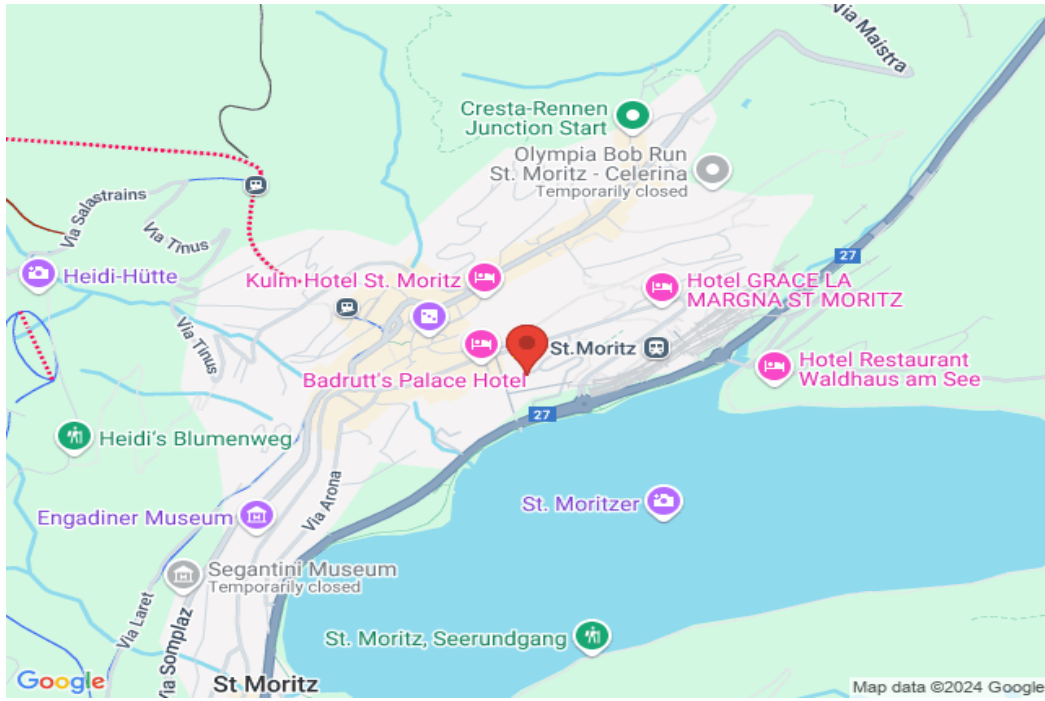 Via Maistra
Cresta-Rennen
Junction Start
Olympia Bob Run
St. Moritz - Celerina
Temporarily closed
Via Salastrains
Via Tinus
27
Heidi-Hütte
Kulm Hotel St. Moritz
Hotel GRACE LA
MARGNA ST MORITZ
Via Tinus
St.Moritz
Hotel Restaurant
Waldhaus am See
Badrutt's Palace Hotel
27
Heidi's Blumenweg
Via Arona
St. Moritzer
Engadiner Museum
Segantini Museum
Temporarily closed
Via Laret
Via Somplaz
St. Moritz, Seerundgang
Google
St Moritz
Map data ©2024 Google